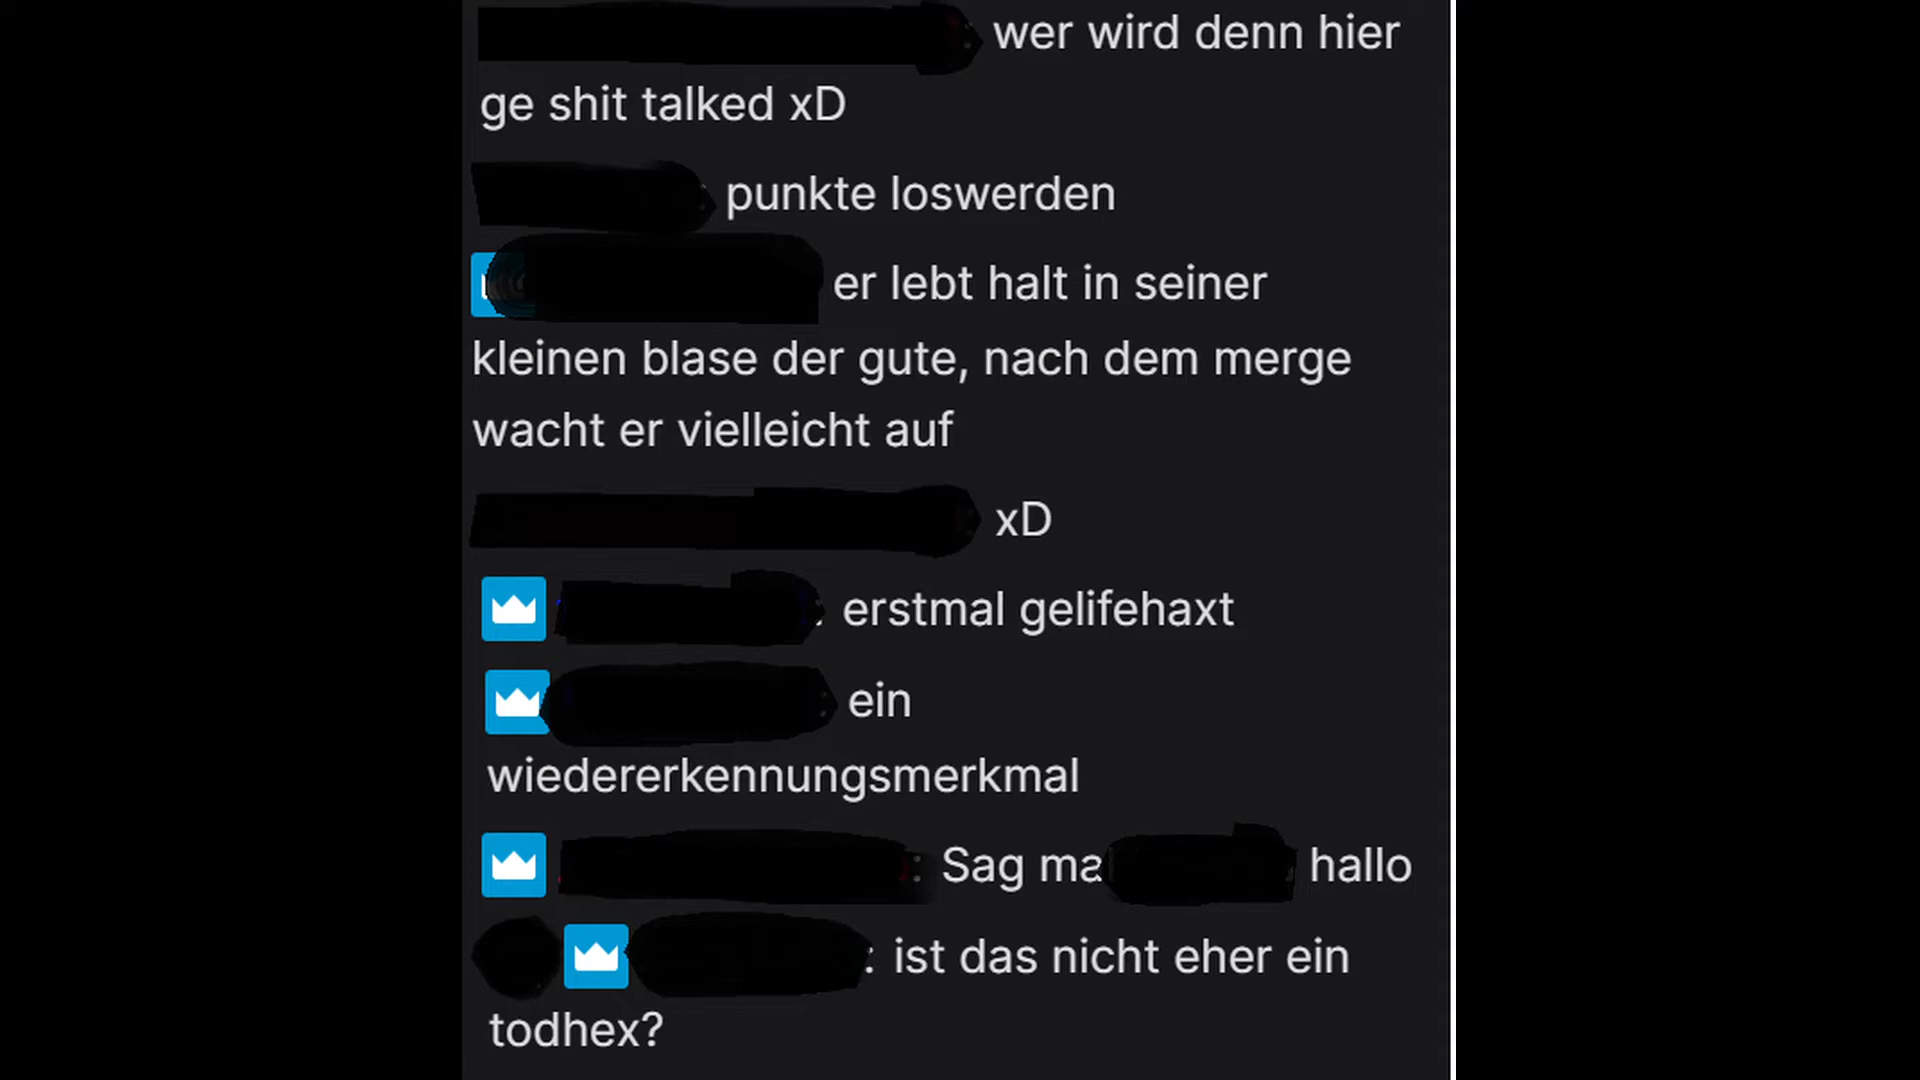 wer wird denn hier
ge shit talked xD
punkte loswerden
er lebt halt in seiner
kleinen blase der gute, nach dem merge
wacht er vielleicht auf
xD
: erstmal gelifehaxt
ein
wiedererkennungsmerkmal
: Sag ma hallo
: ist das nicht eher ein
todhex?